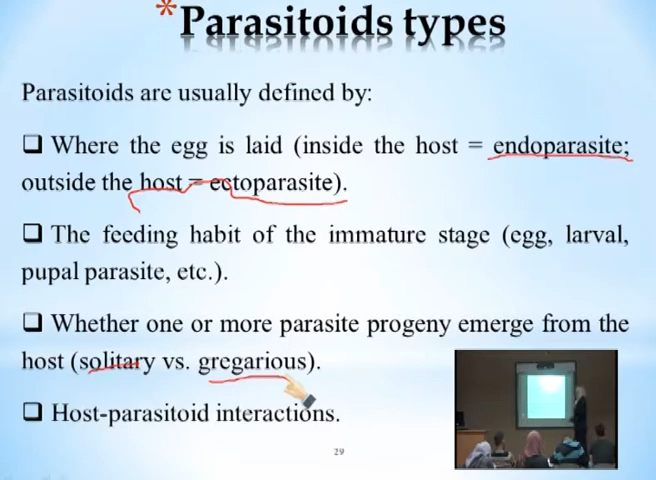 *Parasitoids types
Parasitoids are usually defined by:
❑ Where the egg is laid (inside the host = endoparasite;
outside the host = ectoparasite).
❑ The feeding habit of the immature stage (egg, larval,
pupal parasite, etc.).
❑ Whether one or more parasite progeny emerge from the
host (solitary vs. gregarious).
❑ Host-parasitoid interactions.
29